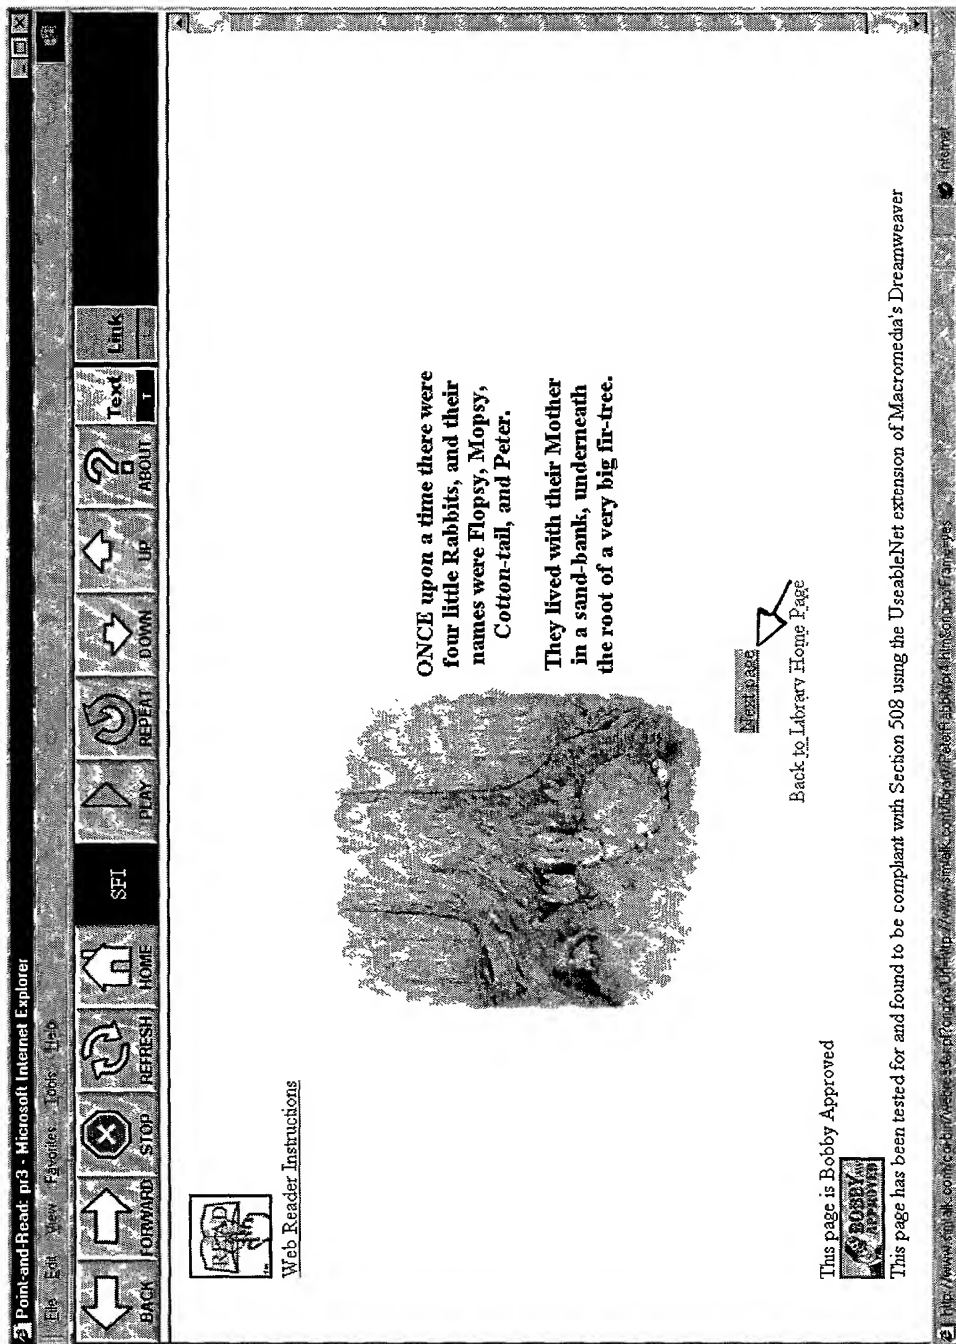 Point-and-Read: pr3 - Microsoft Internet Explorer
File Edit View Favorites Tools Help
BACK FORWARD STOP REFRESH HOME SFI PLAY REPEAT DOWN UP ABOUT Text Link
T L
READ
Web Reader Instructions
ONCE upon a time there were
four little Rabbits, and their
names were Flopsy, Mopsy,
Cotton-tail, and Peter.
They lived with their Mother
in a sand-bank, underneath
the root of a very big fir-tree.
Next page
Back to Library Home Page
This page is Bobby Approved
BOBBY
APPROVED
This page has been tested for and found to be compliant with Section 508 using the UseableNet extension of Macromedia's Dreamweaver
Internet